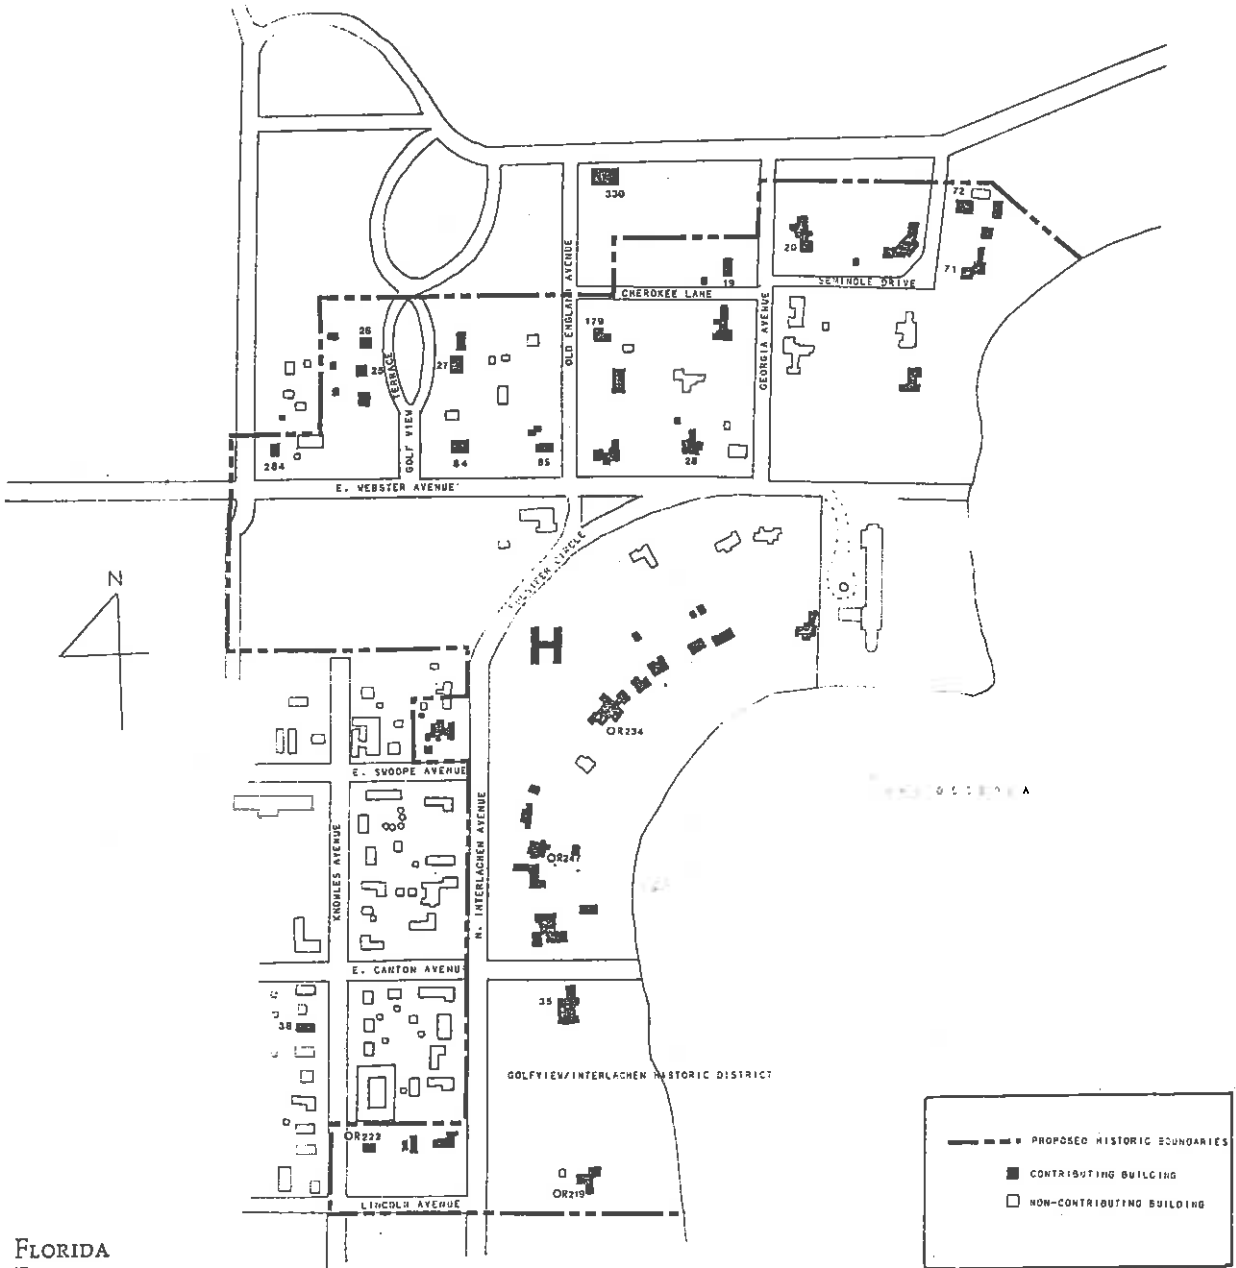 330
72
20
71
19
SEMINOLE DRIVE
CHEROKEE LANE
OLD ENGLAND AVENUE
GEORGIA AVENUE
179
26
25
27
TERRACE
GOLF VIEW
284
84
85
28
E. WEBSTER AVENUE
CIRCLE
N
H
OR234
E. SWOOPE AVENUE
A
KNOWLES AVENUE
N. INTERLACHEN AVENUE
OR247
E. CANTON AVENUE
35
38
GOLFVIEW/INTERLACHEN HISTORIC DISTRICT
OR222
OR219
LINCOLN AVENUE
PROPOSED HISTORIC BOUNDARIES
CONTRIBUTING BUILDING
NON-CONTRIBUTING BUILDING
FLORIDA